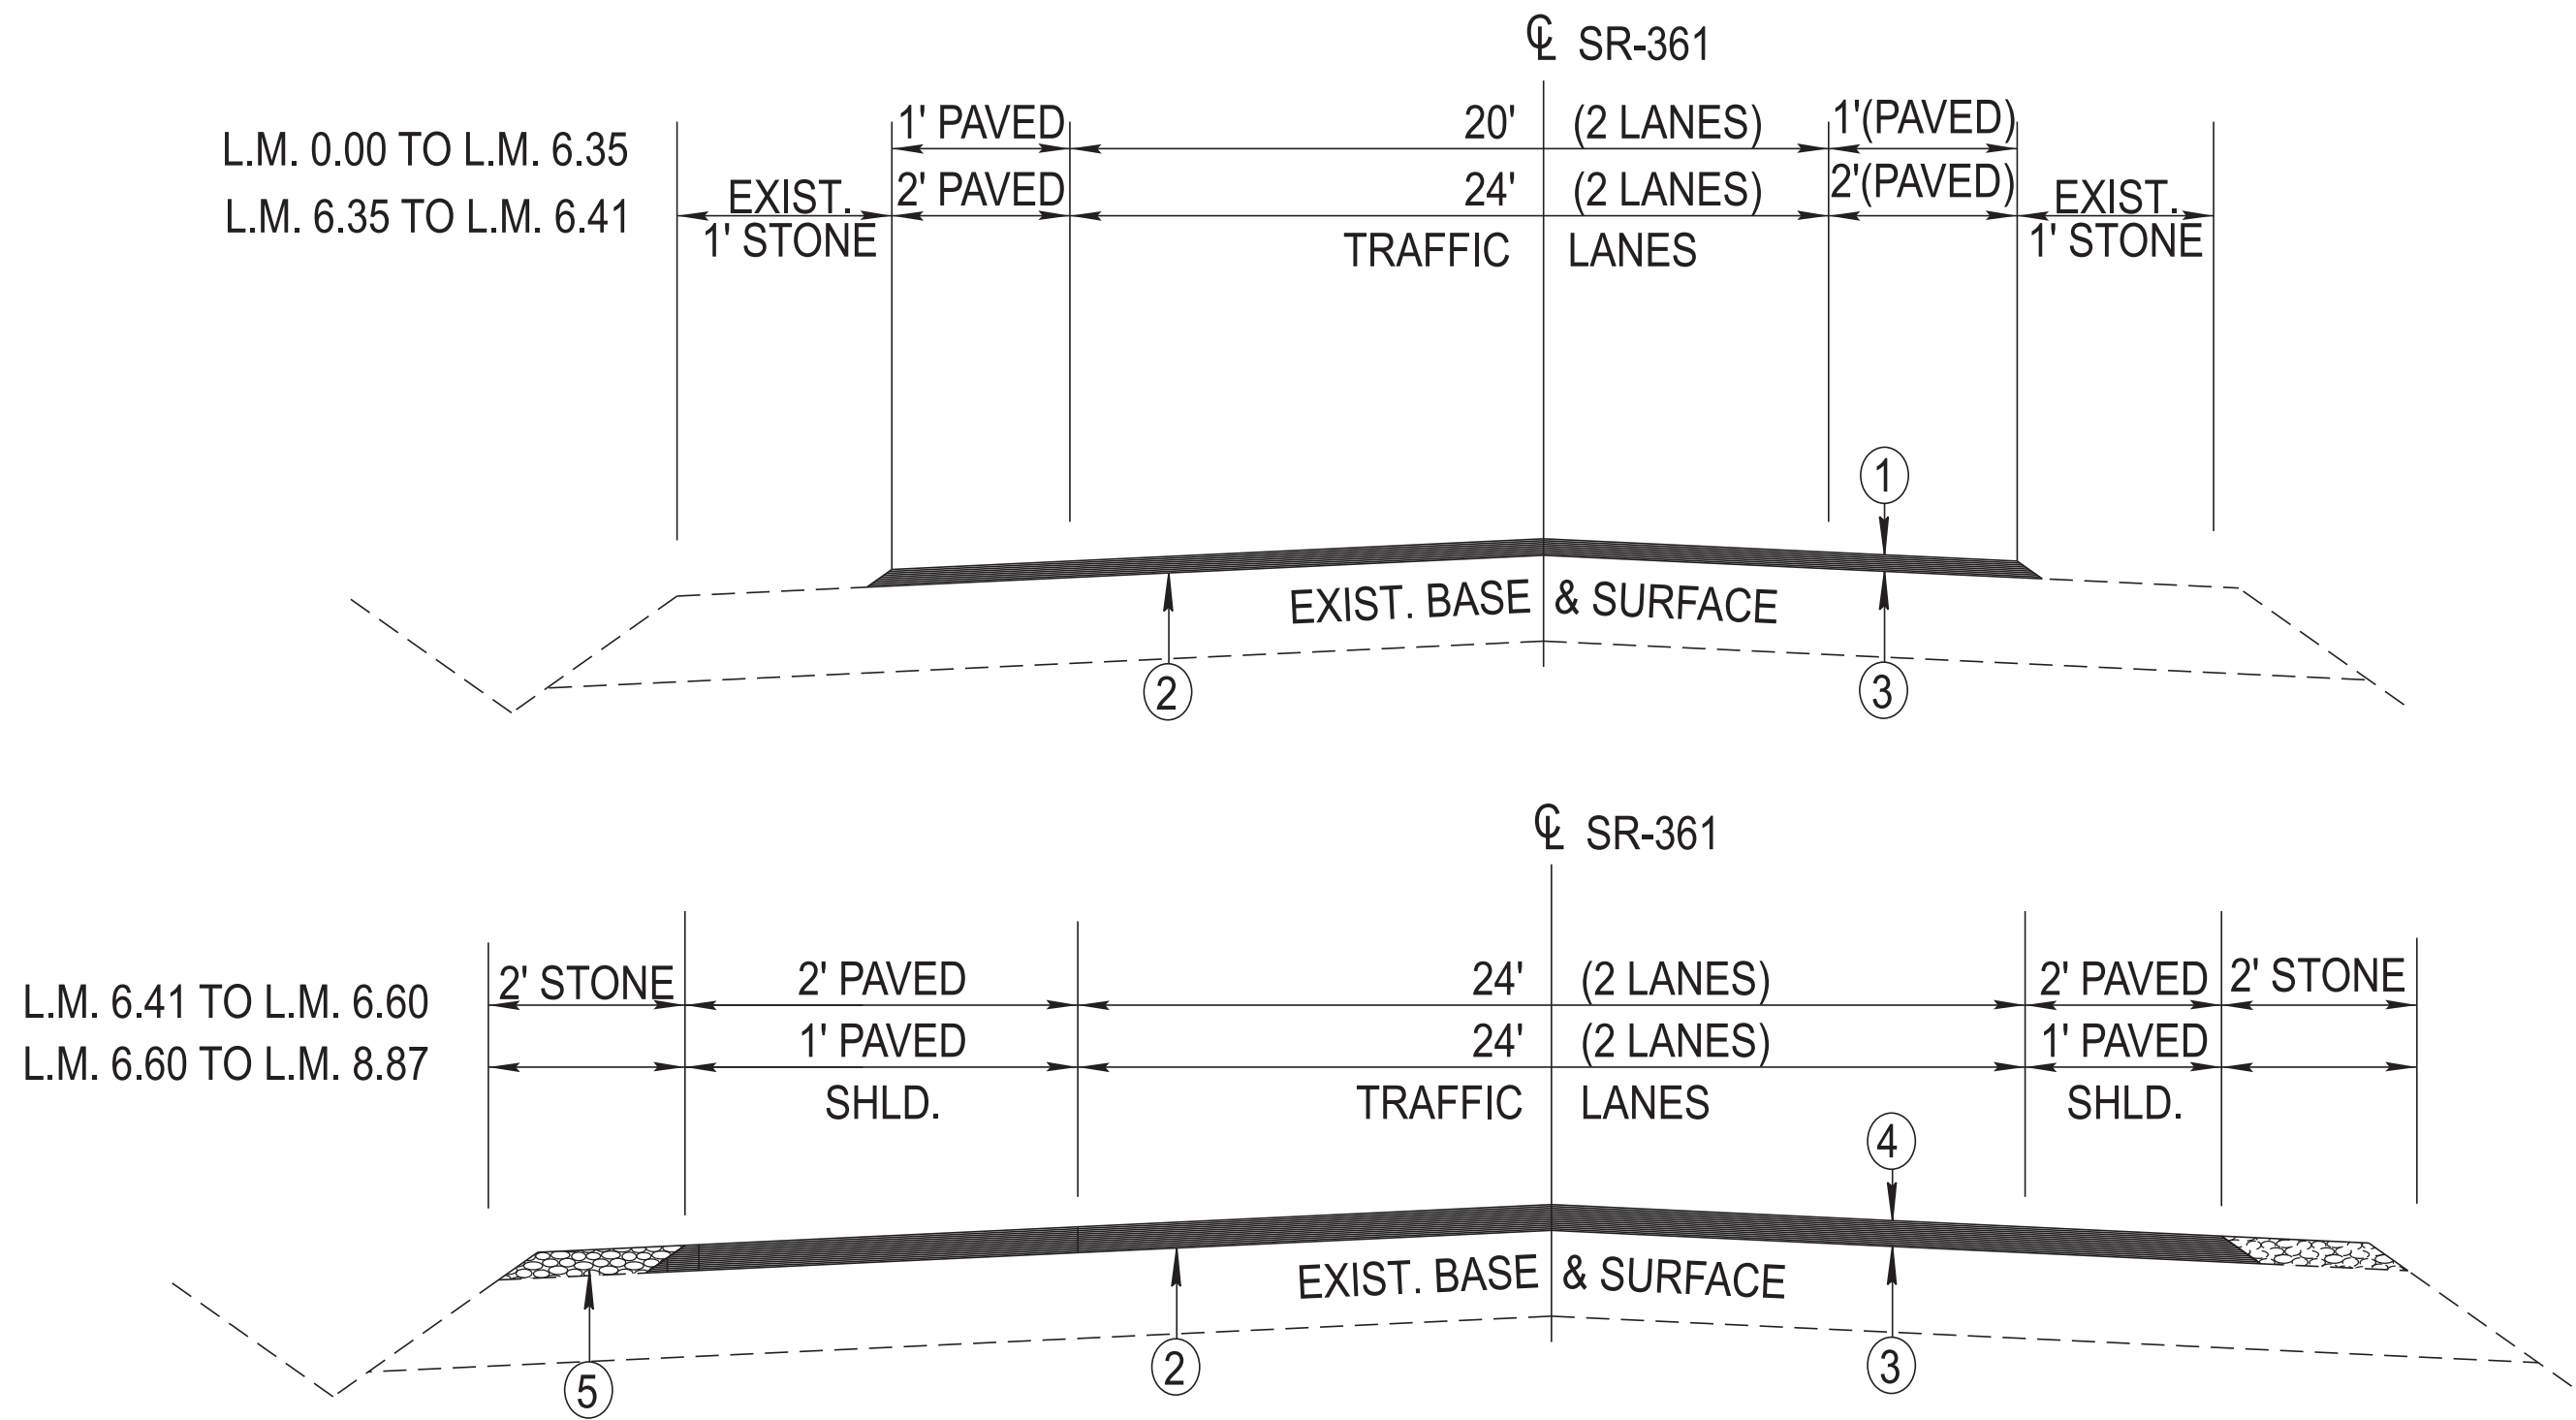 ℄ SR-361
L.M. 0.00 TO L.M. 6.35
1' PAVED
20' (2 LANES)
1'(PAVED)
L.M. 6.35 TO L.M. 6.41
EXIST.
1' STONE
2' PAVED
24' (2 LANES)
2'(PAVED)
EXIST.
1' STONE
TRAFFIC LANES
1
EXIST. BASE & SURFACE
2
3
℄ SR-361
L.M. 6.41 TO L.M. 6.60
2' STONE
2' PAVED
24' (2 LANES)
2' PAVED
2' STONE
L.M. 6.60 TO L.M. 8.87
1' PAVED
24' (2 LANES)
1' PAVED
SHLD.
TRAFFIC LANES
SHLD.
4
EXIST. BASE & SURFACE
5
2
3